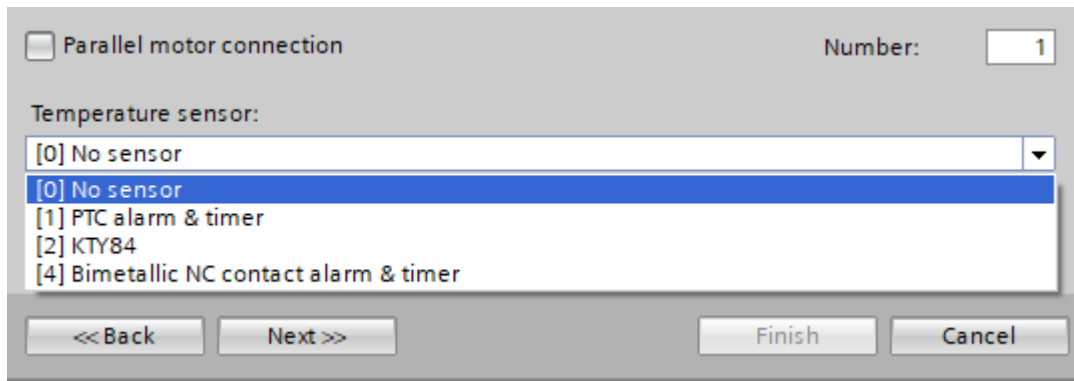 Parallel motor connection Number: 1
Temperature sensor:
[0] No sensor
[0] No sensor
[1] PTC alarm & timer
[2] KTY84
[4] Bimetallic NC contact alarm & timer
<< Back Next >> Finish Cancel